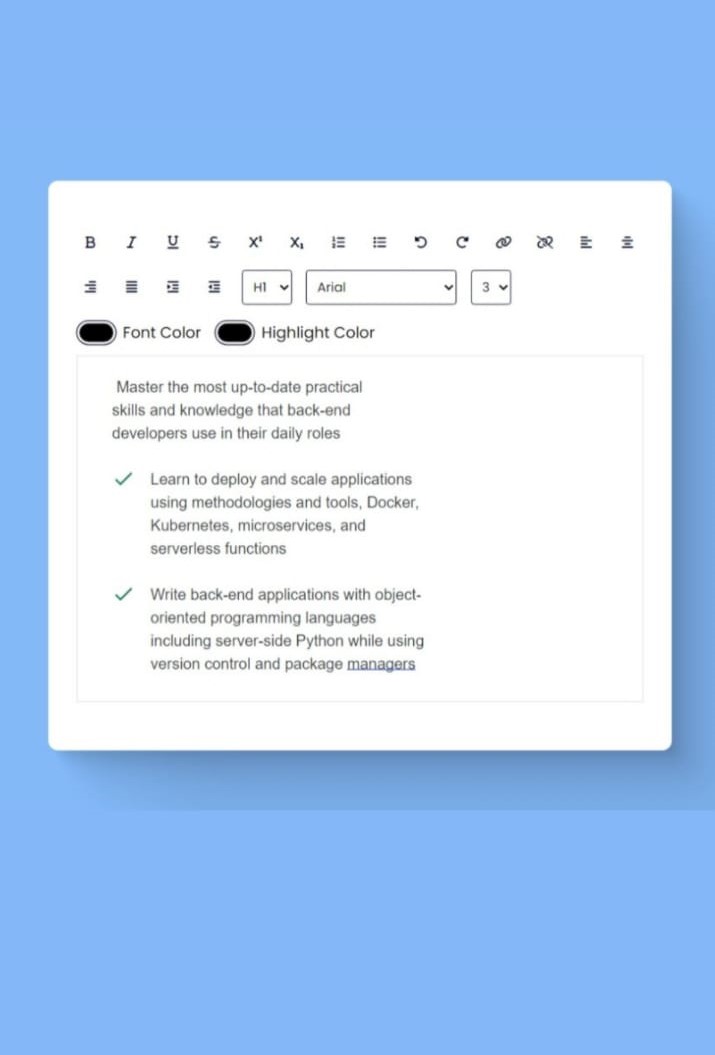 B I U S X¹ X₁
H1 Arial 3
Font Color Highlight Color
Master the most up-to-date practical
skills and knowledge that back-end
developers use in their daily roles
Learn to deploy and scale applications
using methodologies and tools, Docker,
Kubernetes, microservices, and
serverless functions
Write back-end applications with object-
oriented programming languages
including server-side Python while using
version control and package managers